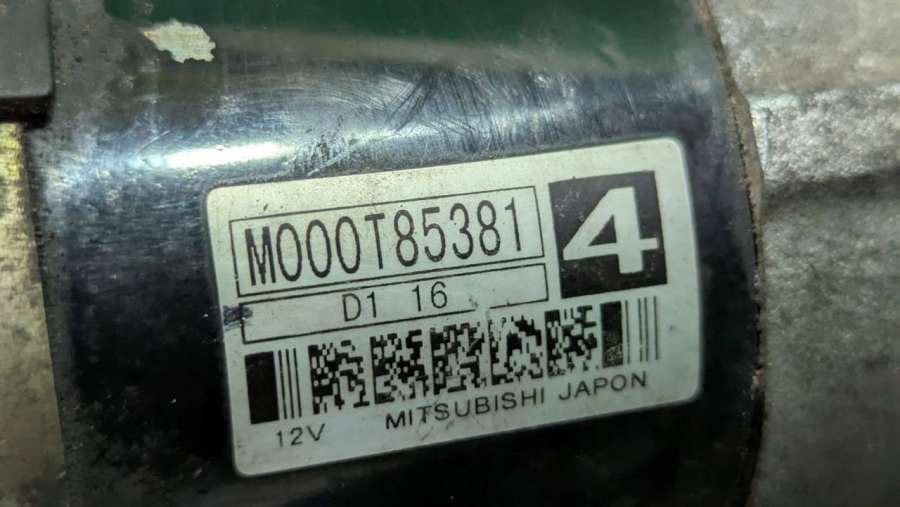 M000T85381
4
D1 16
12V
MITSUBISHI JAPON